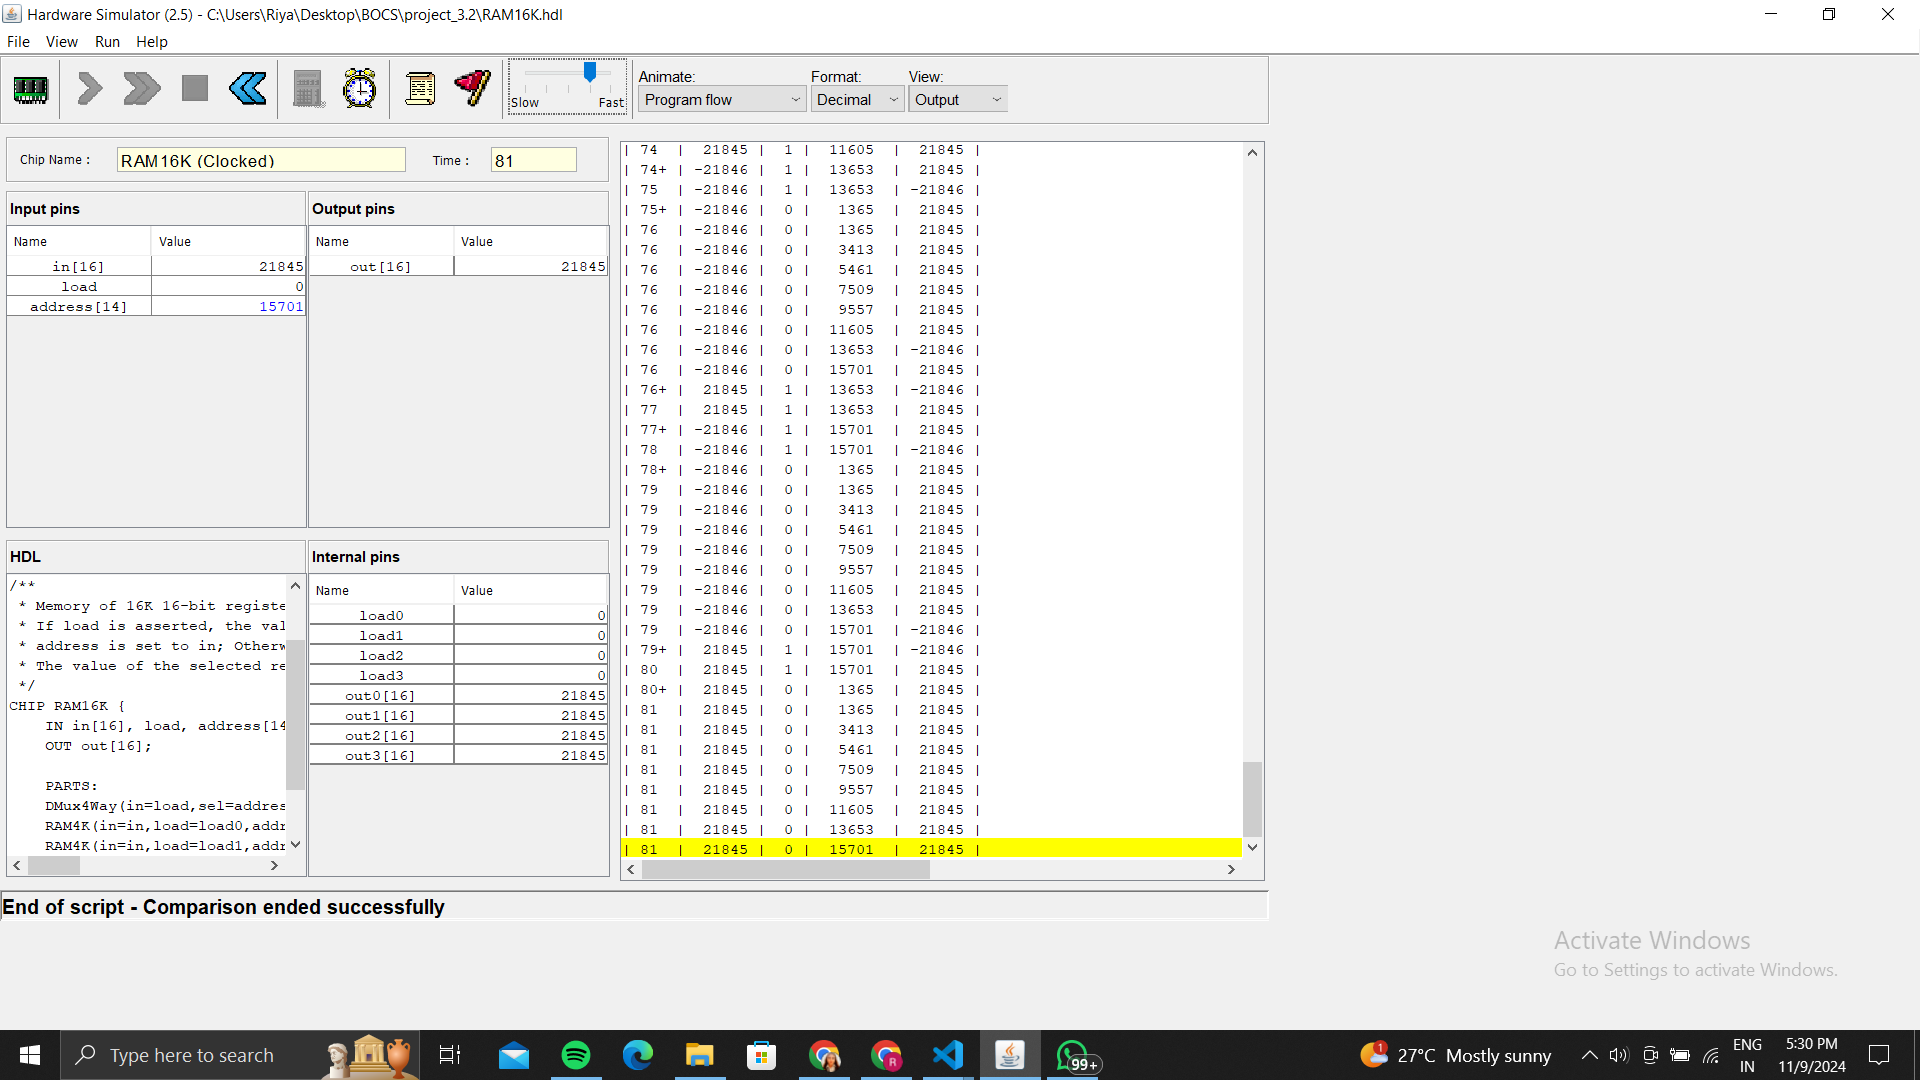 Hardware Simulator (2.5) - C:\Users\Riya\Desktop\BOCS\project_3.2\RAM16K.hdl
File View Run Help
Slow Fast
Animate: Format: View:
Program flow Decimal Output
Chip Name : RAM16K (Clocked) Time : 81
Input pins
Name Value
in[16] 21845
load 0
address[14] 15701
Output pins
Name Value
out[16] 21845
HDL
/**
* Memory of 16K 16-bit registe
* If load is asserted, the val
* address is set to in; Otherw
* The value of the selected re
*/
CHIP RAM16K {
IN in[16], load, address[14
OUT out[16];
PARTS:
DMux4Way(in=load,sel=addres
RAM4K(in=in,load=load0,addr
RAM4K(in=in,load=load1,addr
Internal pins
Name Value
load0 0
load1 0
load2 0
load3 0
out0[16] 21845
out1[16] 21845
out2[16] 21845
out3[16] 21845
| 74 | 21845 | 1 | 11605 | 21845 |
| 74+ | -21846 | 1 | 13653 | 21845 |
| 75 | -21846 | 1 | 13653 | -21846 |
| 75+ | -21846 | 0 | 1365 | 21845 |
| 76 | -21846 | 0 | 1365 | 21845 |
| 76 | -21846 | 0 | 3413 | 21845 |
| 76 | -21846 | 0 | 5461 | 21845 |
| 76 | -21846 | 0 | 7509 | 21845 |
| 76 | -21846 | 0 | 9557 | 21845 |
| 76 | -21846 | 0 | 11605 | 21845 |
| 76 | -21846 | 0 | 13653 | -21846 |
| 76 | -21846 | 0 | 15701 | 21845 |
| 76+ | 21845 | 1 | 13653 | -21846 |
| 77 | 21845 | 1 | 13653 | 21845 |
| 77+ | -21846 | 1 | 15701 | 21845 |
| 78 | -21846 | 1 | 15701 | -21846 |
| 78+ | -21846 | 0 | 1365 | 21845 |
| 79 | -21846 | 0 | 1365 | 21845 |
| 79 | -21846 | 0 | 3413 | 21845 |
| 79 | -21846 | 0 | 5461 | 21845 |
| 79 | -21846 | 0 | 7509 | 21845 |
| 79 | -21846 | 0 | 9557 | 21845 |
| 79 | -21846 | 0 | 11605 | 21845 |
| 79 | -21846 | 0 | 13653 | 21845 |
| 79 | -21846 | 0 | 15701 | -21846 |
| 79+ | 21845 | 1 | 15701 | -21846 |
| 80 | 21845 | 1 | 15701 | 21845 |
| 80+ | 21845 | 0 | 1365 | 21845 |
| 81 | 21845 | 0 | 1365 | 21845 |
| 81 | 21845 | 0 | 3413 | 21845 |
| 81 | 21845 | 0 | 5461 | 21845 |
| 81 | 21845 | 0 | 7509 | 21845 |
| 81 | 21845 | 0 | 9557 | 21845 |
| 81 | 21845 | 0 | 11605 | 21845 |
| 81 | 21845 | 0 | 13653 | 21845 |
| 81 | 21845 | 0 | 15701 | 21845 |
End of script - Comparison ended successfully
Activate Windows
Go to Settings to activate Windows.
Type here to search
R
99+
1
27°C Mostly sunny
ENG
IN
5:30 PM
11/9/2024